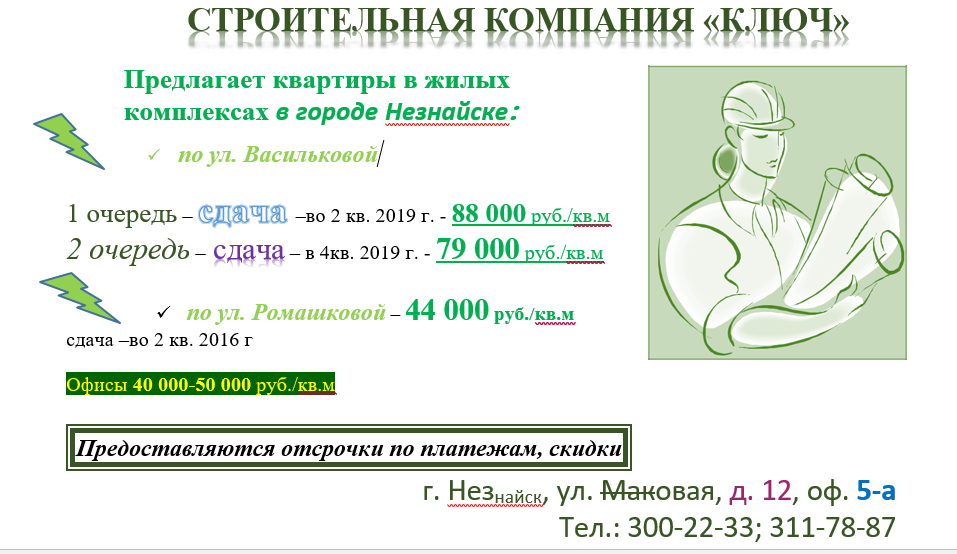 СТРОИТЕЛЬНАЯ КОМПАНИЯ «КЛЮЧ»
Предлагает квартиры в жилых
комплексах в городе Незнайске:
✓ по ул. Васильковой
1 очередь – сдача –во 2 кв. 2019 г. - 88 000 руб./кв.м
2 очередь – сдача – в 4кв. 2019 г. - 79 000 руб./кв.м
✓ по ул. Ромашковой – 44 000 руб./кв.м
сдача –во 2 кв. 2016 г
Офисы 40 000-50 000 руб./кв.м
Предоставляются отсрочки по платежам, скидки
г. Незнайск, ул. Маковая, д. 12, оф. 5-а
Тел.: 300-22-33; 311-78-87